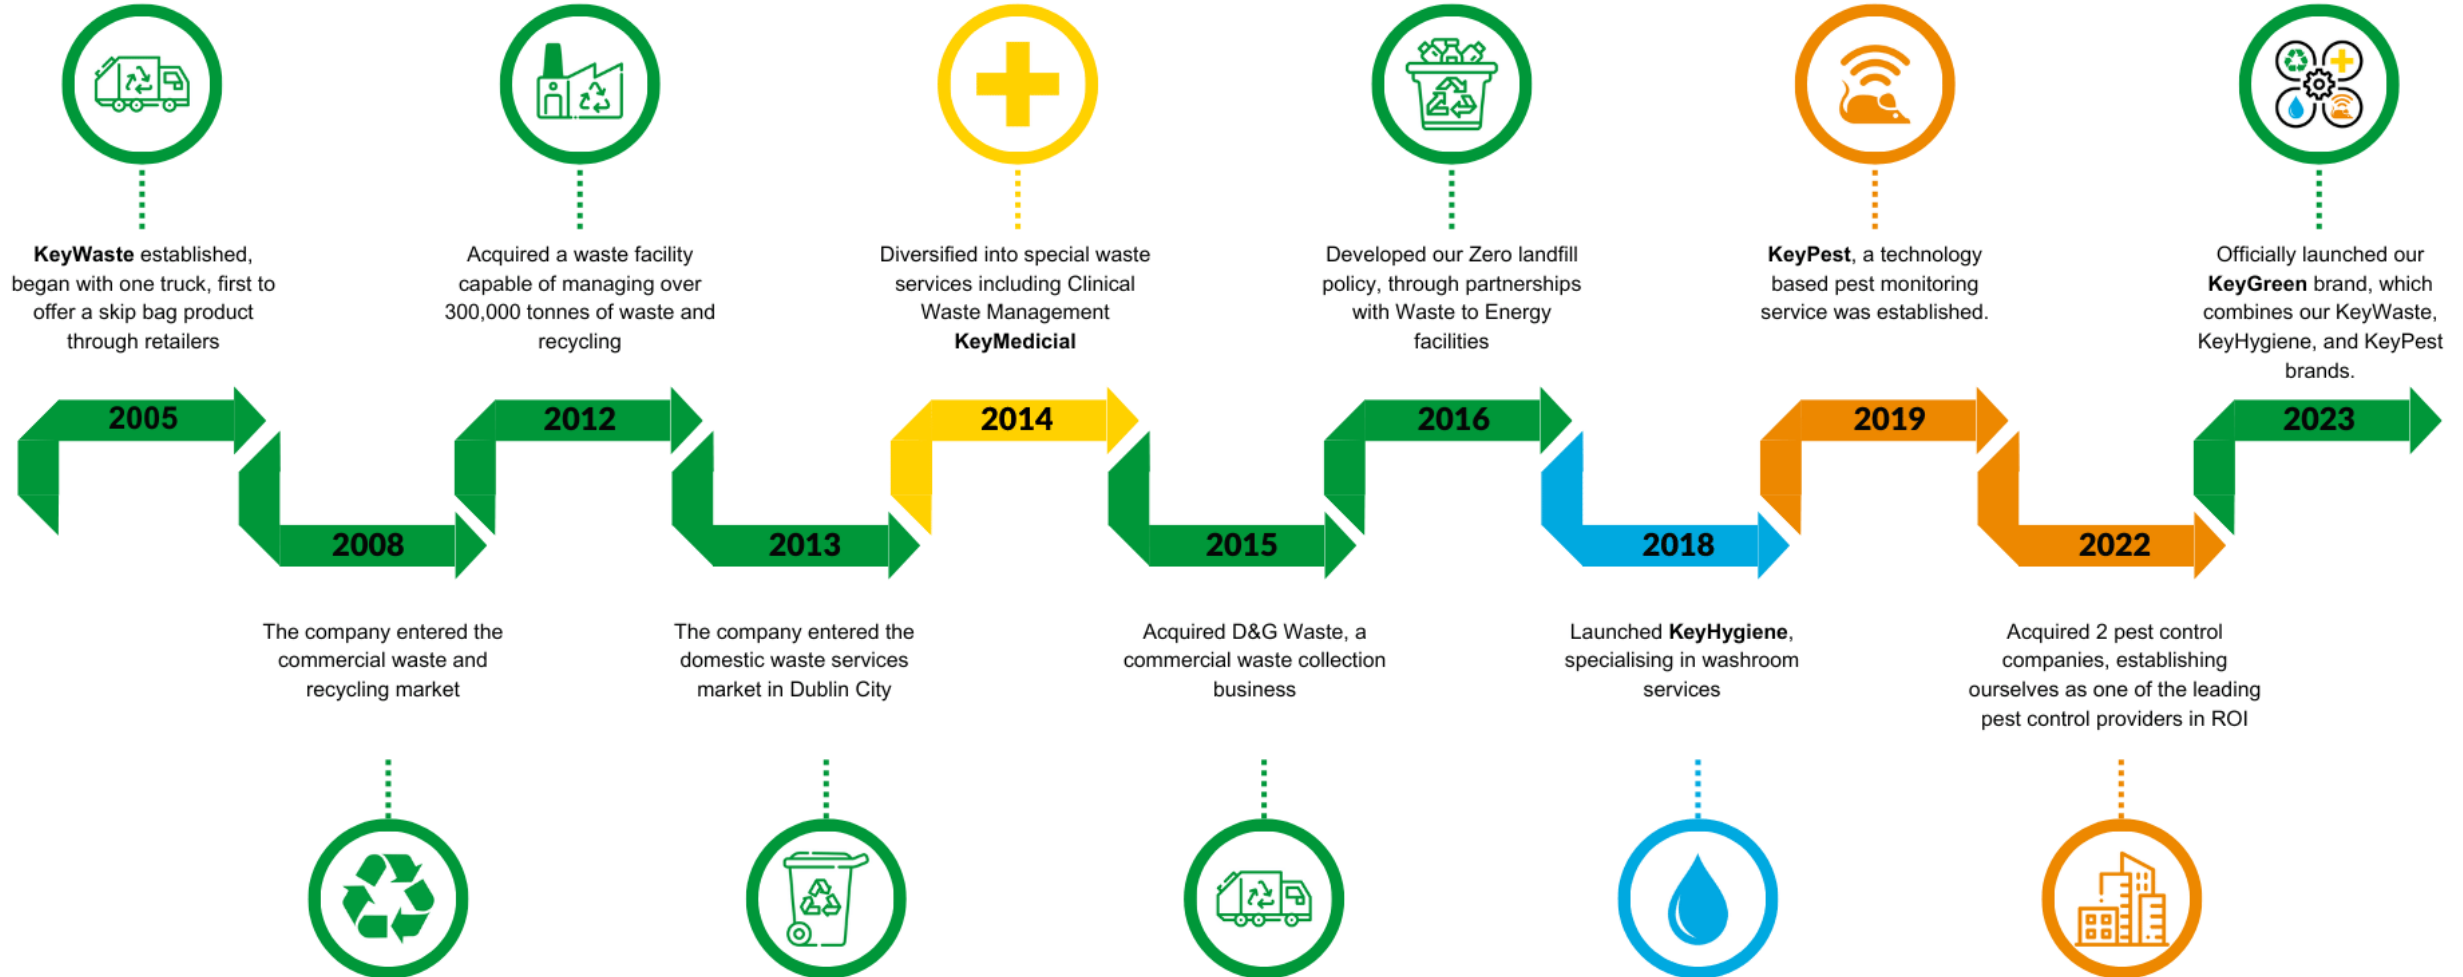 KeyWaste established,
began with one truck, first to
offer a skip bag product
through retailers
2005
2008
The company entered the
commercial waste and
recycling market
Acquired a waste facility
capable of managing over
300,000 tonnes of waste and
recycling
2012
2013
The company entered the
domestic waste services
market in Dublin City
Diversified into special waste
services including Clinical
Waste Management
KeyMedicial
2014
2015
Acquired D&G Waste, a
commercial waste collection
business
Developed our Zero landfill
policy, through partnerships
with Waste to Energy
facilities
2016
2018
Launched KeyHygiene,
specialising in washroom
services
KeyPest, a technology
based pest monitoring
service was established.
2019
2022
Acquired 2 pest control
companies, establishing
ourselves as one of the leading
pest control providers in ROI
Officially launched our
KeyGreen brand, which
combines our KeyWaste,
KeyHygiene, and KeyPest
brands.
2023